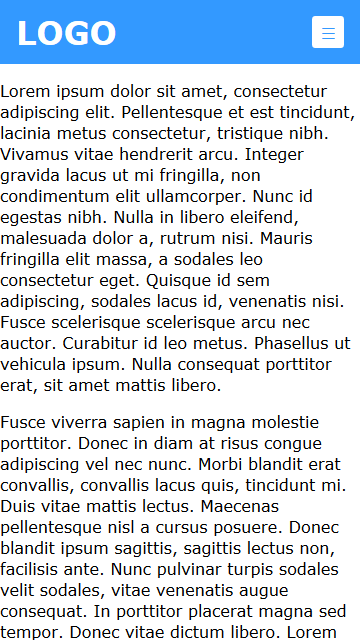 LOGO
Lorem ipsum dolor sit amet, consectetur
adipiscing elit. Pellentesque et est tincidunt,
lacinia metus consectetur, tristique nibh.
Vivamus vitae hendrerit arcu. Integer
gravida lacus ut mi fringilla, non
condimentum elit ullamcorper. Nunc id
egestas nibh. Nulla in libero eleifend,
malesuada dolor a, rutrum nisi. Mauris
fringilla elit massa, a sodales leo
consectetur eget. Quisque id sem
adipiscing, sodales lacus id, venenatis nisi.
Fusce scelerisque scelerisque arcu nec
auctor. Curabitur id leo metus. Phasellus ut
vehicula ipsum. Nulla consequat porttitor
erat, sit amet mattis libero.
Fusce viverra sapien in magna molestie
porttitor. Donec in diam at risus congue
adipiscing vel nec nunc. Morbi blandit erat
convallis, convallis lacus quis, tincidunt mi.
Duis vitae mattis lectus. Maecenas
pellentesque nisl a cursus posuere. Donec
blandit ipsum sagittis, sagittis lectus non,
facilisis ante. Nunc pulvinar turpis sodales
velit sodales, vitae venenatis augue
consequat. In porttitor placerat magna sed
tempor. Donec vitae dictum libero. Lorem